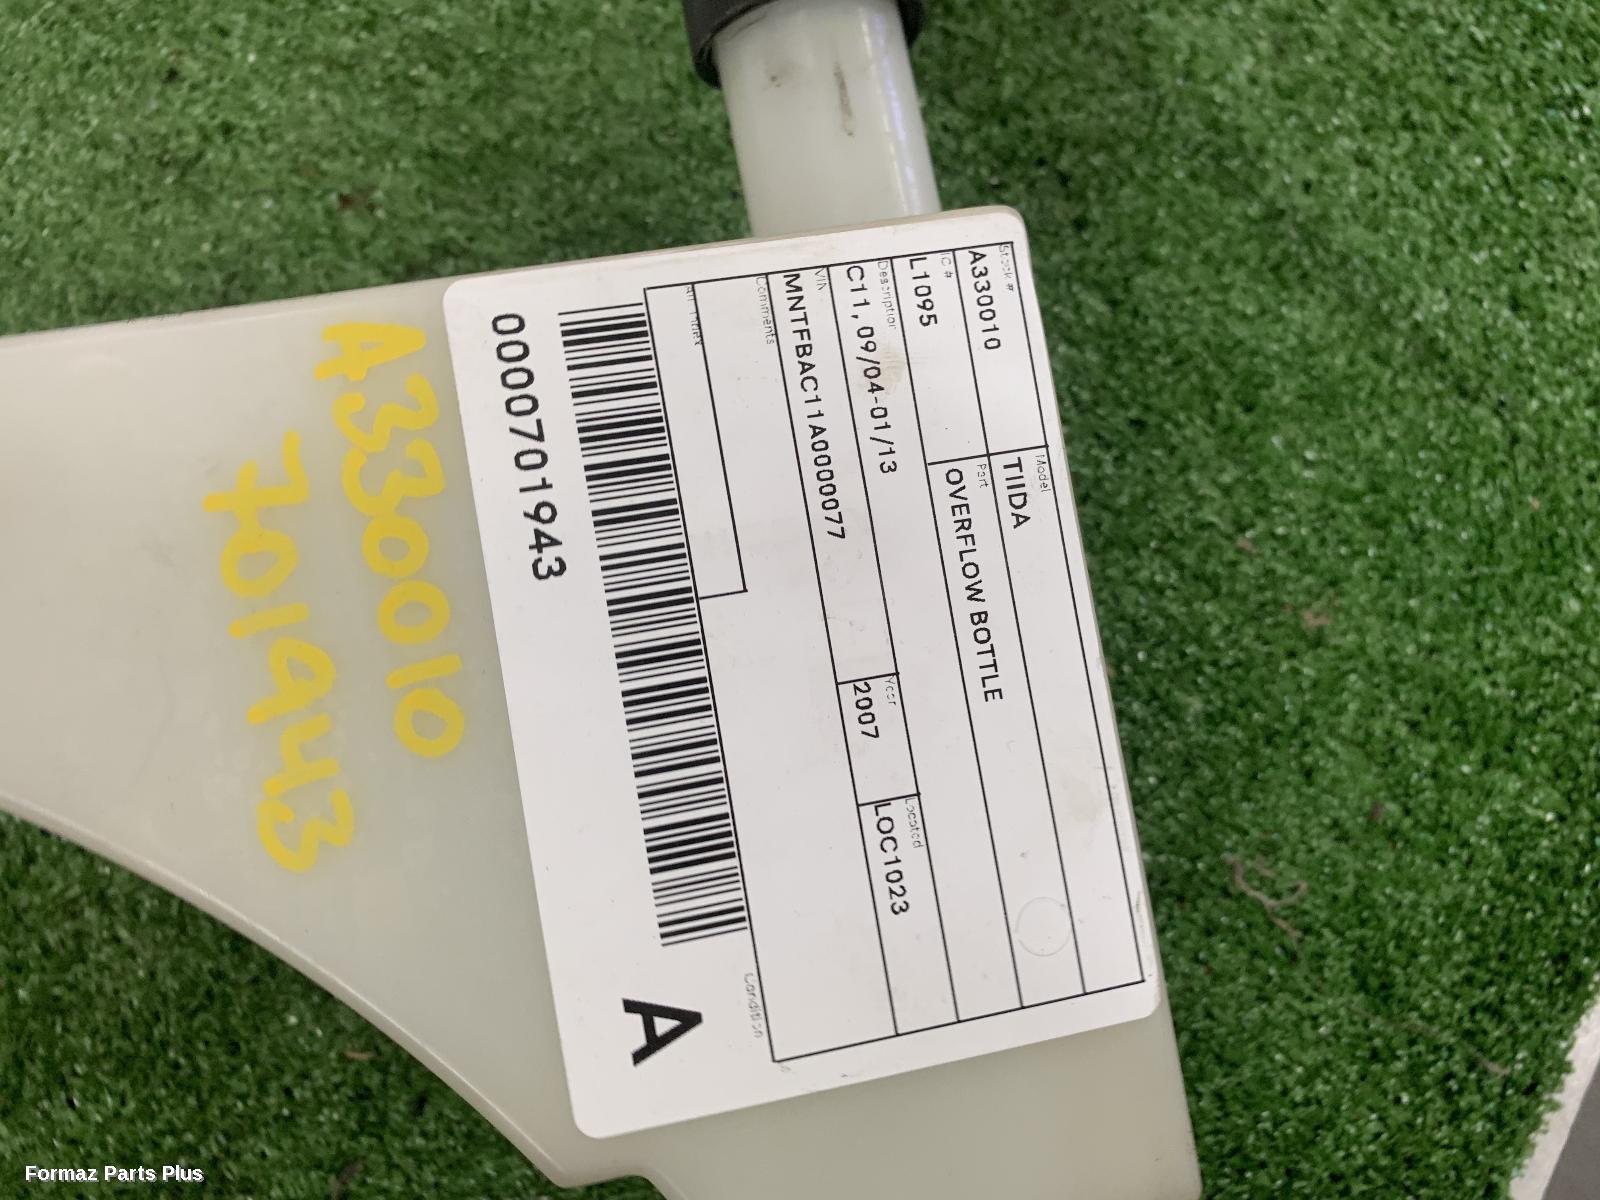 Stock #
A330010
Model
TIIDA
IC #
L1095
Part
OVERFLOW BOTTLE
Description
C11, 09/04-01/13
Year
2007
Located
LOC1023
VIN
MNTFBAC11A0000077
Comments
Condition
A
0000701943
A330010
701943
Formaz Parts Plus